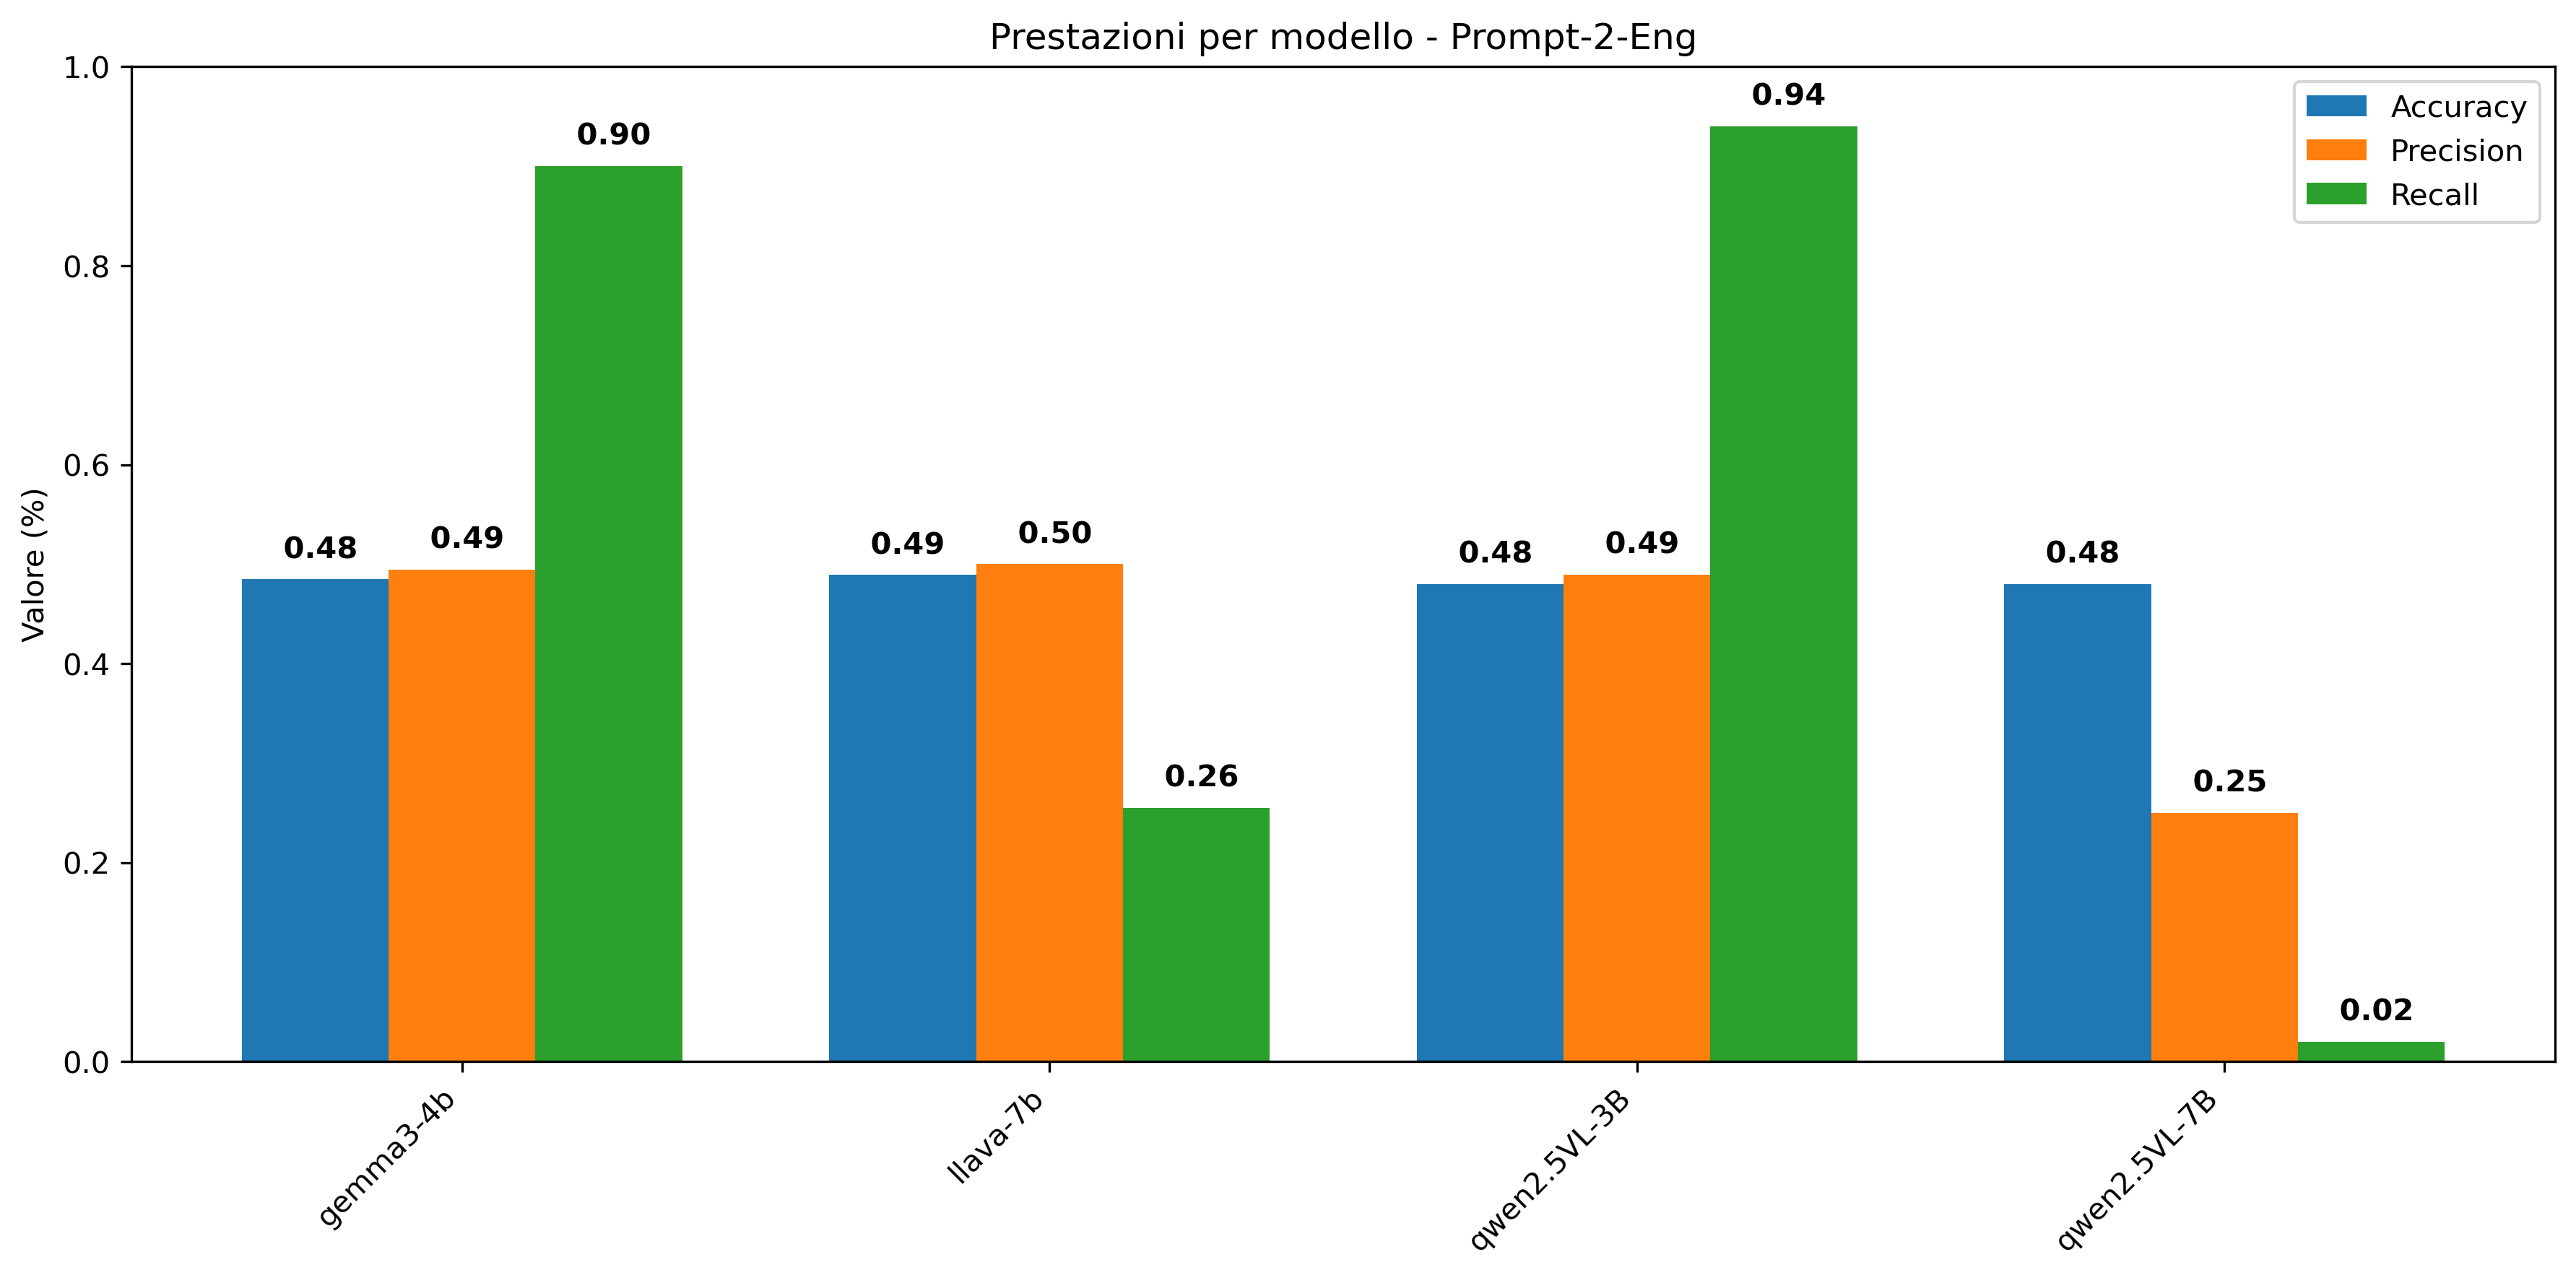 Prestazioni per modello - Prompt-2-Eng
Valore (%)
1.0
0.8
0.6
0.4
0.2
0.0
Accuracy
Precision
Recall
0.48
0.49
0.90
0.49
0.50
0.26
0.48
0.49
0.94
0.48
0.25
0.02
gemma3-4b
llava-7b
qwen2.5VL-3B
qwen2.5VL-7B